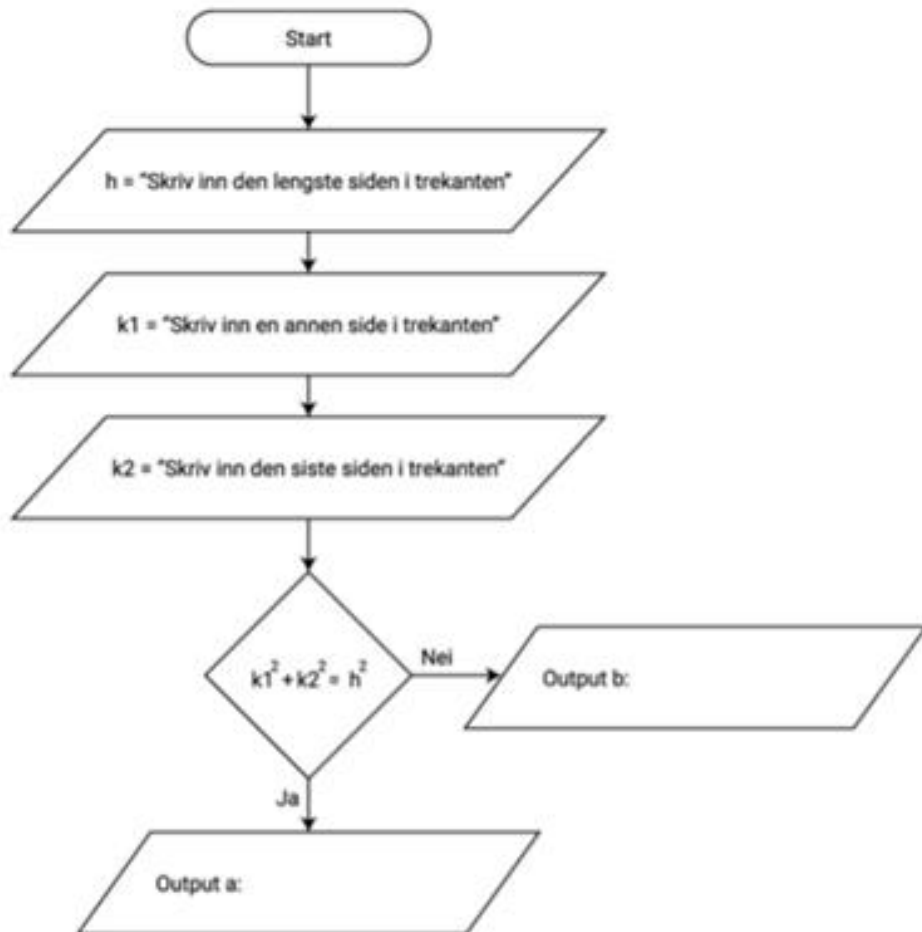 Start
h = "Skriv inn den lengste siden i trekanten"
k1 = "Skriv inn en annen side i trekanten"
k2 = "Skriv inn den siste siden i trekanten"
k1² + k2² = h²
Nei
Output b:
Ja
Output a: